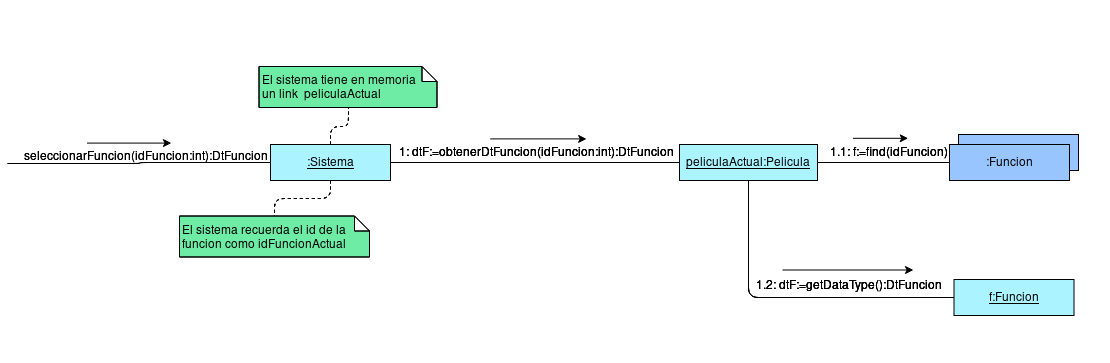 El sistema tiene en memoria
un link peliculaActual
seleccionarFuncion(idFuncion:int):DtFuncion
:Sistema
1: dtF:=obtenerDtFuncion(idFuncion:int):DtFuncion
peliculaActual:Pelicula
1.1: f:=find(idFuncion)
:Funcion
El sistema recuerda el id de la
funcion como idFuncionActual
1.2: dtF:=getDataType():DtFuncion
f:Funcion